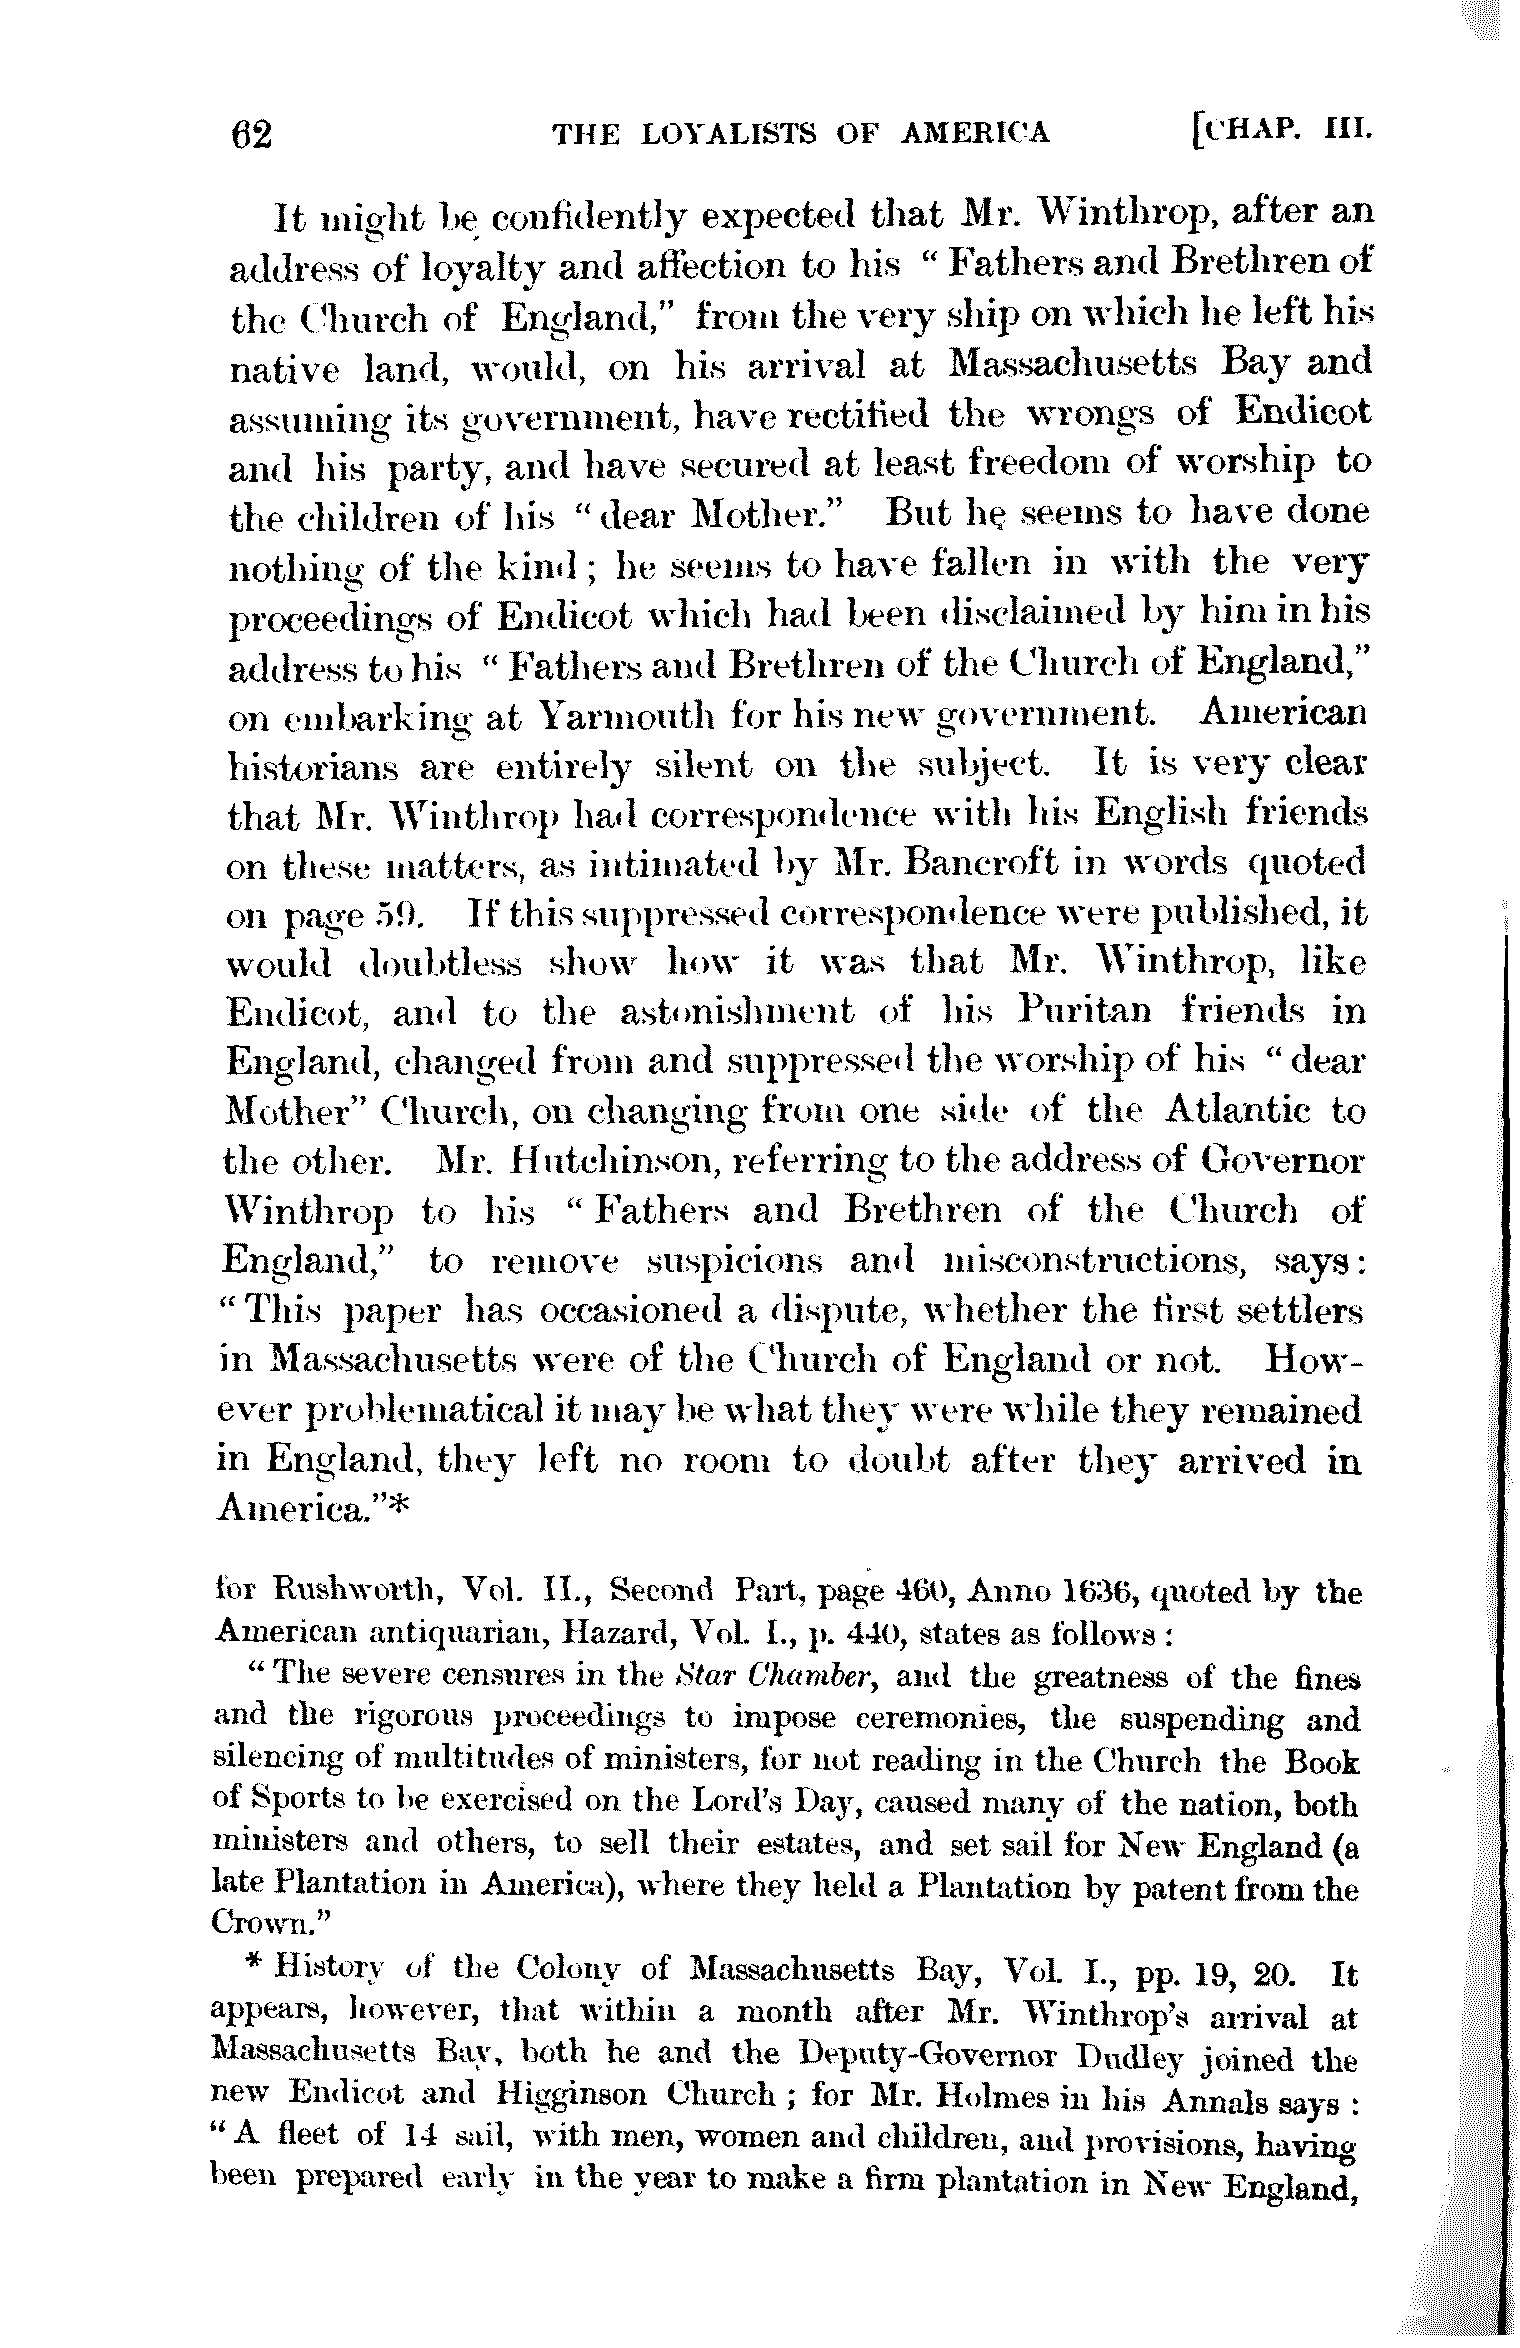 62 THE LOYALISTS OF AMERICA [CHAP. III.
It might be confidently expected that Mr. Winthrop, after an
address of loyalty and affection to his “ Fathers and Brethren of
the Church of England,” from the very ship on which he left his
native land, would, on his arrival at Massachusetts Bay and
assuming its government, have rectified the wrongs of Endicot
and his party, and have secured at least freedom of worship to
the children of his “ dear Mother.” But he seems to have done
nothing of the kind ; he seems to have fallen in with the very
proceedings of Endicot which had been disclaimed by him in his
address to his “ Fathers and Brethren of the Church of England,”
on embarking at Yarmouth for his new government. American
historians are entirely silent on the subject. It is very clear
that Mr. Winthrop had correspondence with his English friends
on these matters, as intimated by Mr. Bancroft in words quoted
on page 59. If this suppressed correspondence were published, it
would doubtless show how it was that Mr. Winthrop, like
Endicot, and to the astonishment of his Puritan friends in
England, changed from and suppressed the worship of his “ dear
Mother” Church, on changing from one side of the Atlantic to
the other. Mr. Hutchinson, referring to the address of Governor
Winthrop to his “ Fathers and Brethren of the Church of
England,” to remove suspicions and misconstructions, says :
“ This paper has occasioned a dispute, whether the first settlers
in Massachusetts were of the Church of England or not. How-
ever problematical it may be what they were while they remained
in England, they left no room to doubt after they arrived in
America.”*
for Rushworth, Vol. II., Second Part, page 460, Anno 1636, quoted by the
American antiquarian, Hazard, Vol. I., p. 440, states as follows :
“ The severe censures in the Star Chamber, and the greatness of the fines
and the rigorous proceedings to impose ceremonies, the suspending and
silencing of multitudes of ministers, for not reading in the Church the Book
of Sports to be exercised on the Lord’s Day, caused many of the nation, both
ministers and others, to sell their estates, and set sail for New England (a
late Plantation in America), where they held a Plantation by patent from the
Crown.”
* History of the Colony of Massachusetts Bay, Vol. I., pp. 19, 20. It
appears, however, that within a month after Mr. Winthrop’s arrival at
Massachusetts Bay, both he and the Deputy-Governor Dudley joined the
new Endicot and Higginson Church ; for Mr. Holmes in his Annals says :
“ A fleet of 14 sail, with men, women and children, and provisions, having
been prepared early in the year to make a firm plantation in New England,